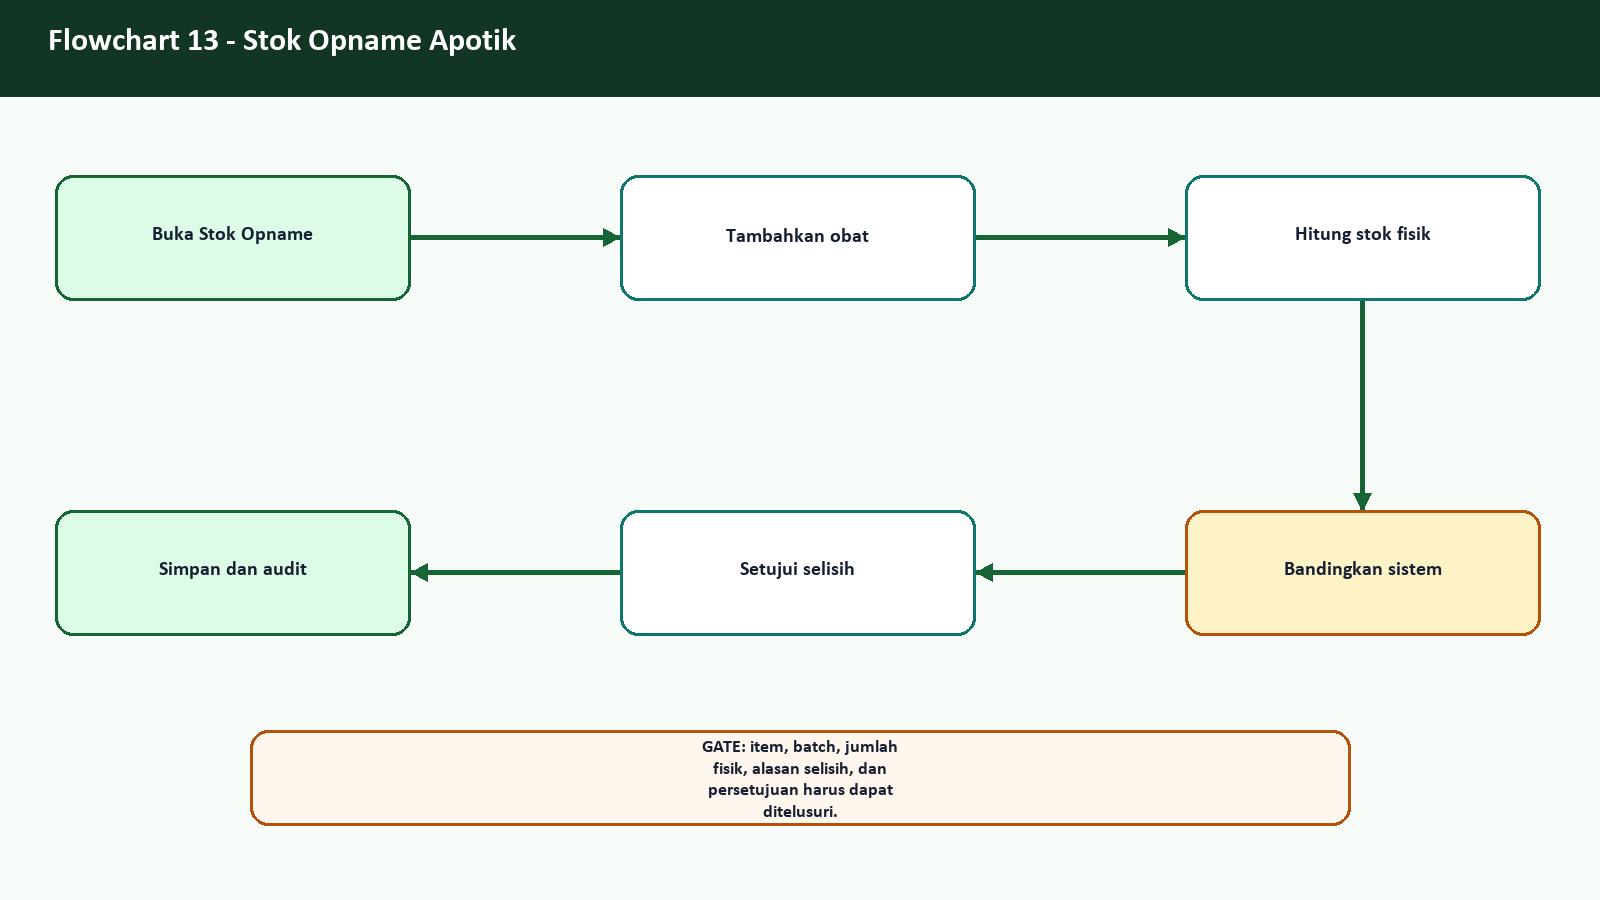 Flowchart 13 - Stok Opname Apotik
Buka Stok Opname
Tambahkan obat
Hitung stok fisik
Bandingkan sistem
Setujui selisih
Simpan dan audit
GATE: item, batch, jumlah
fisik, alasan selisih, dan
persetujuan harus dapat
ditelusuri.